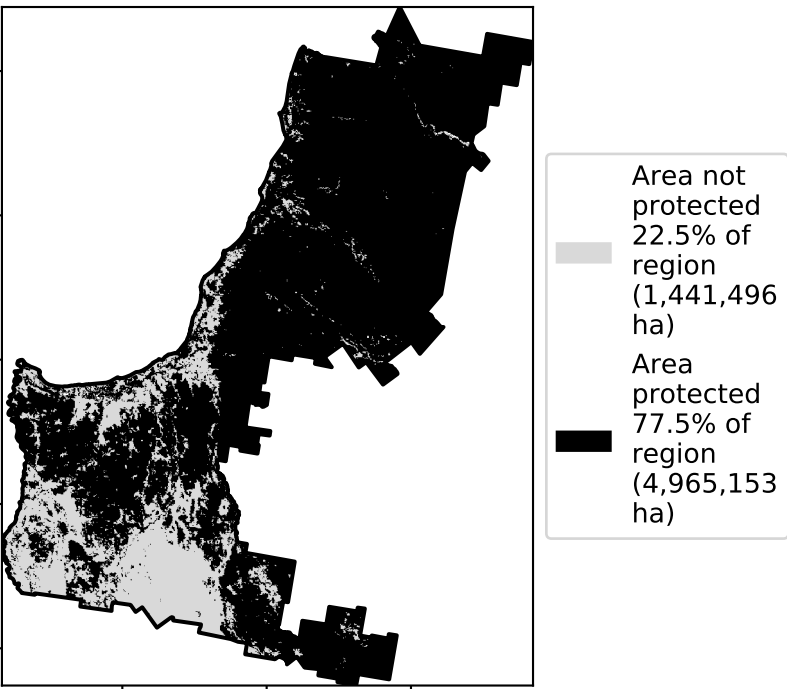 Area not
protected
22.5% of
region
(1,441,496
ha)
Area
protected
77.5% of
region
(4,965,153
ha)